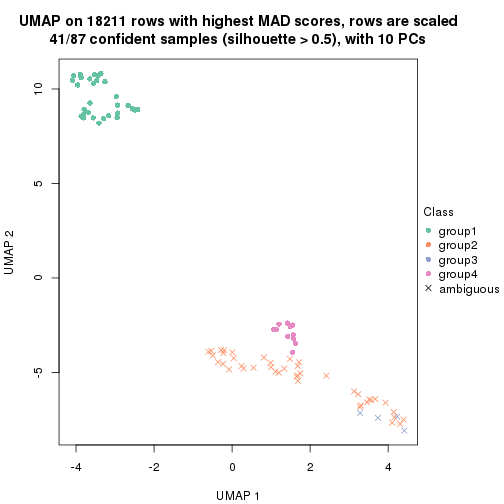 UMAP on 18211 rows with highest MAD scores, rows are scaled
41/87 confident samples (silhouette > 0.5), with 10 PCs
10
5
0
-5
UMAP 2
-4
-2
0
2
4
UMAP 1
Class
group1
group2
group3
group4
ambiguous